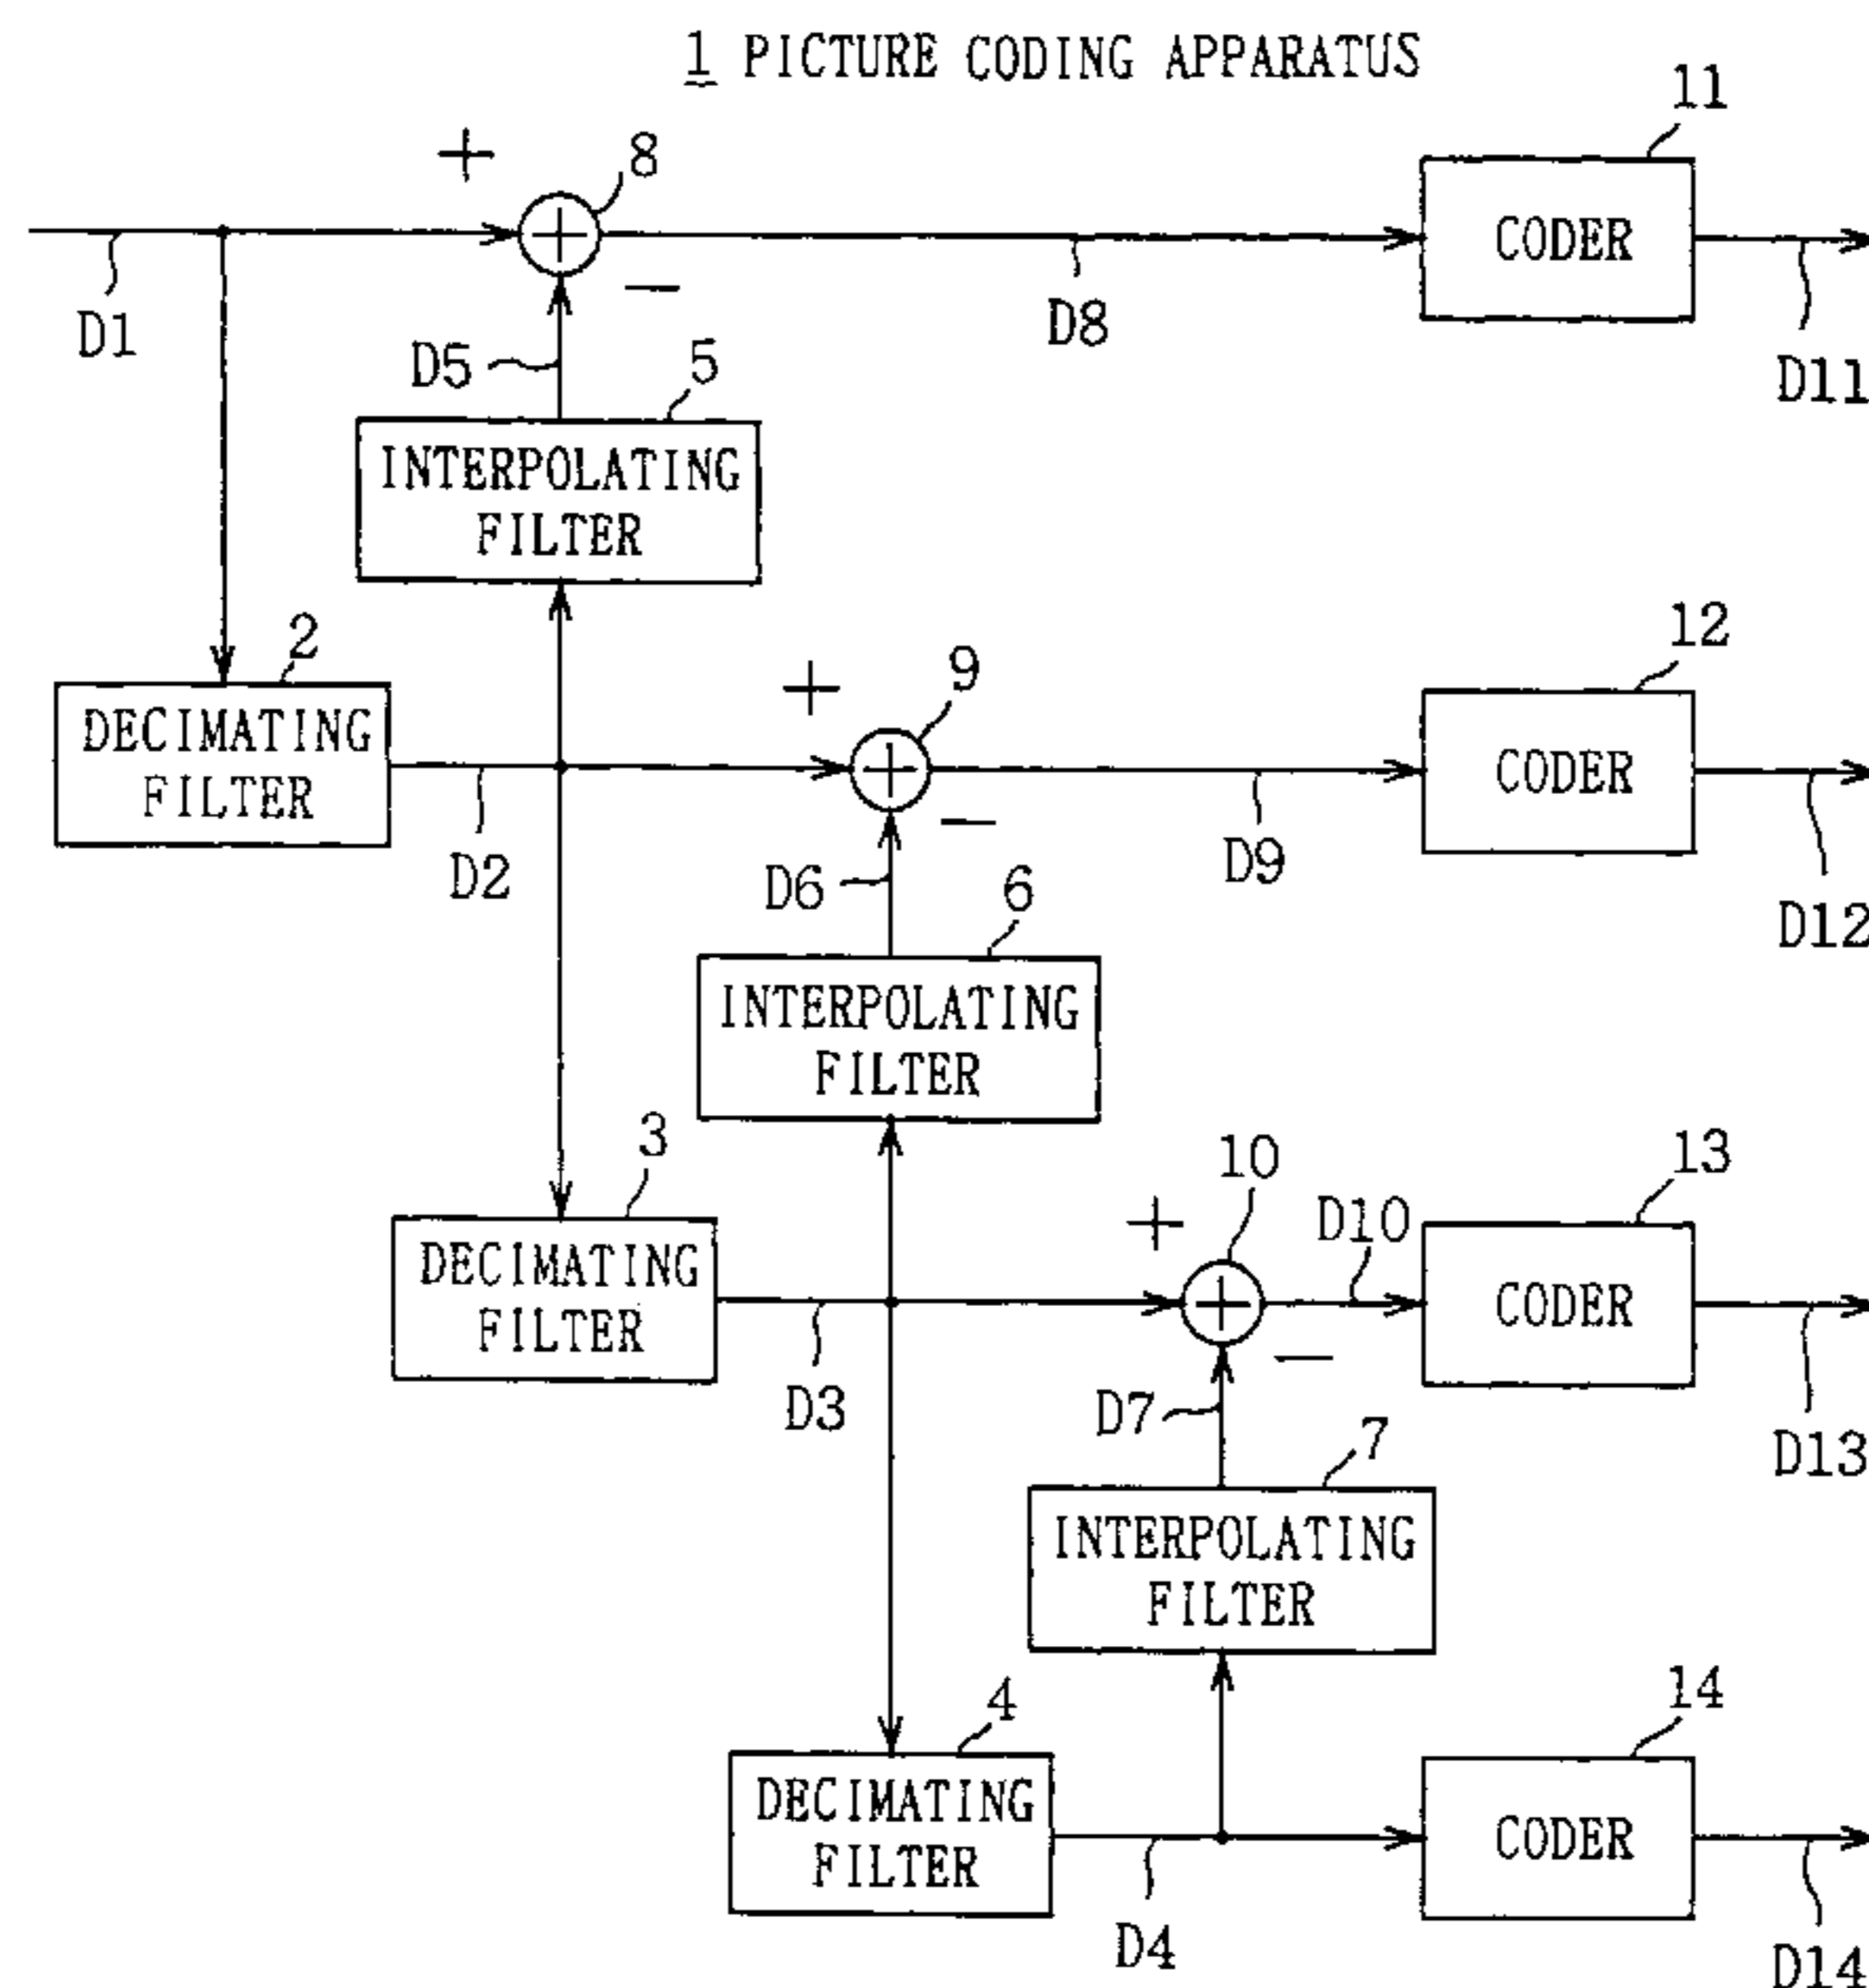 1 PICTURE CODING APPARATUS
11
+
8
CODER
D1
−
D8
D11
D5
5
INTERPOLATING
FILTER
2
12
+
9
DECIMATING
FILTER
CODER
−
D2
D9
D12
D6
6
INTERPOLATING
FILTER
3
13
10
+
D10
DECIMATING
FILTER
CODER
−
D3
D7
D13
7
INTERPOLATING
FILTER
4
14
DECIMATING
FILTER
CODER
D4
D14